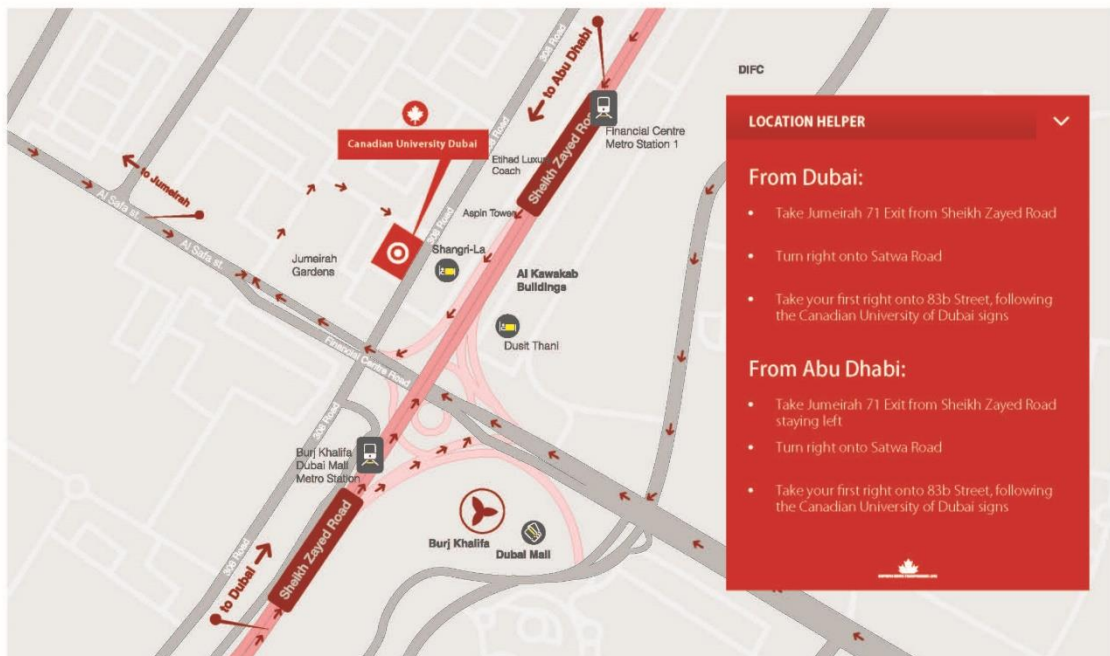 308 Road
to Abu Dhabi
DIFC
Sheikh Zayed Road
Financial Centre
Metro Station 1
Canadian University Dubai
Etihad Luxury
Coach
to Jumeirah
Al Safa st.
Al Safa st.
308 Road
Aspin Tower
Shangri-La
Jumeirah
Gardens
Al Kawakab
Buildings
Dusit Thani
Financial Centre Road
308 Road
Burj Khalifa
Dubai Mall
Metro Station
Sheikh Zayed Road
Burj Khalifa
Dubai Mall
308 Road
to Dubai
LOCATION HELPER
From Dubai:
• Take Jumeirah 71 Exit from Sheikh Zayed Road
• Turn right onto Satwa Road
• Take your first right onto 83b Street, following
the Canadian University of Dubai signs
From Abu Dhabi:
• Take Jumeirah 71 Exit from Sheikh Zayed Road
staying left
• Turn right onto Satwa Road
• Take your first right onto 83b Street, following
the Canadian University of Dubai signs